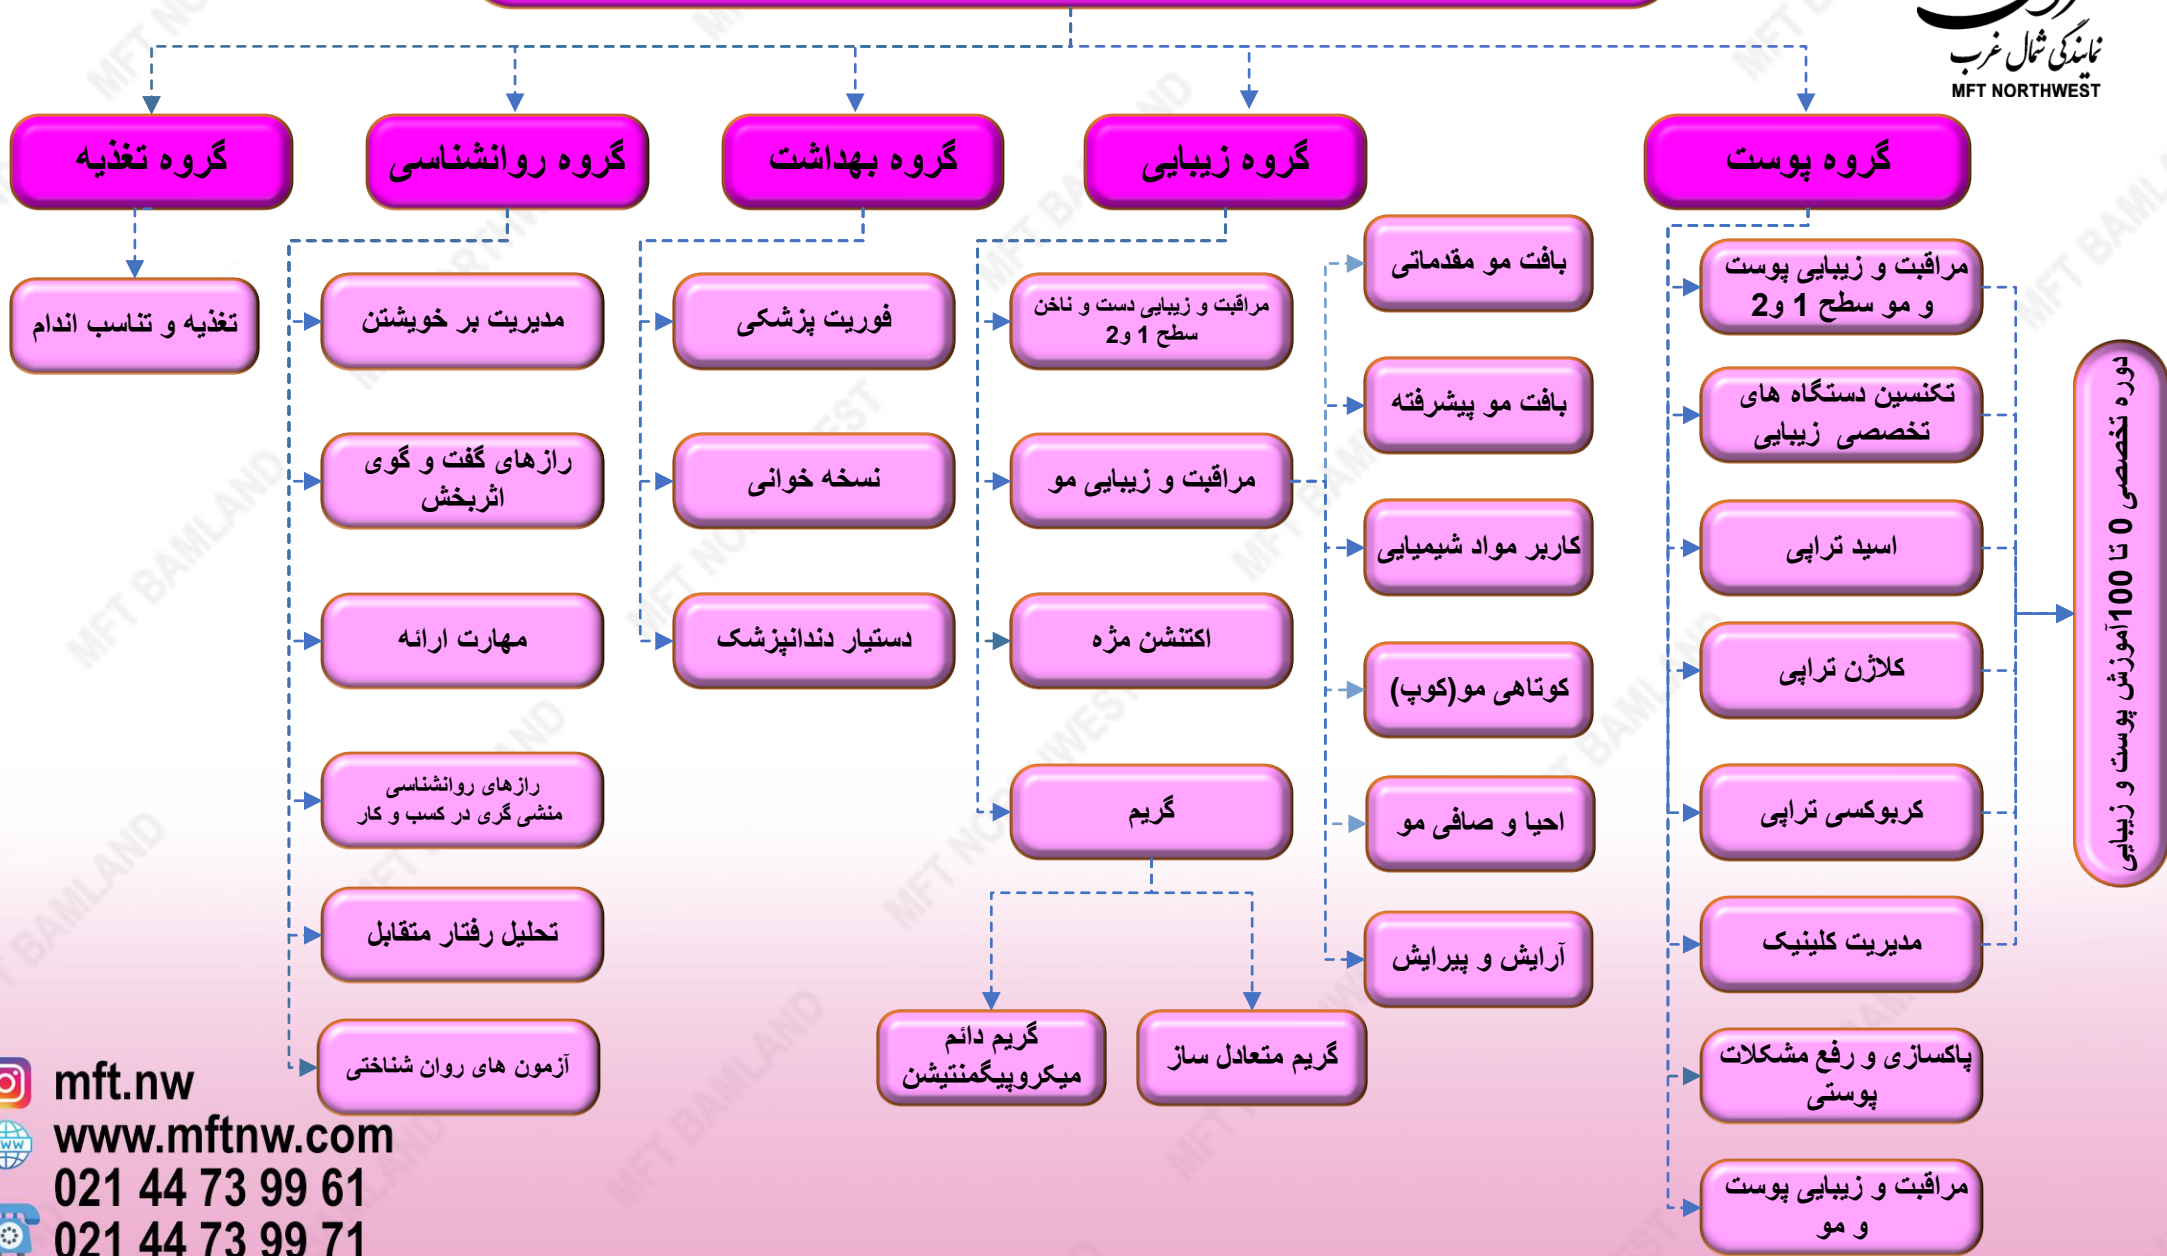 نمایندگی شمال غرب
MFT NORTHWEST
گروه پوست
گروه زیبایی
گروه بهداشت
گروه روانشناسی
گروه تغذیه
مراقبت و زیبایی پوست
و مو سطح 1 و2
تکنسین دستگاه های
تخصصی زیبایی
اسید تراپی
کلاژن تراپی
کربوکسی تراپی
مدیریت کلینیک
پاکسازی و رفع مشکلات
پوستی
مراقبت و زیبایی پوست
و مو
دوره تخصصی 0 تا 100آموزش پوست و زیبایی
بافت مو مقدماتی
بافت مو پیشرفته
کاربر مواد شیمیایی
کوتاهی مو(کوپ)
احیا و صافی مو
آرایش و پیرایش
مراقبت و زیبایی دست و ناخن
سطح 1 و2
مراقبت و زیبایی مو
اکتنشن مژه
گریم
گریم متعادل ساز
گریم دائم
میکروپیگمنتیشن
فوریت پزشکی
نسخه خوانی
دستیار دندانپزشک
مدیریت بر خویشتن
رازهای گفت و گوی
اثربخش
مهارت ارائه
رازهای روانشناسی
منشی گری در کسب و کار
تحلیل رفتار متقابل
آزمون های روان شناختی
تغذیه و تناسب اندام
mft.nw
www.mftnw.com
021 44 73 99 61
021 44 73 99 71
MFT BAMLAND
MFT NORTHWEST